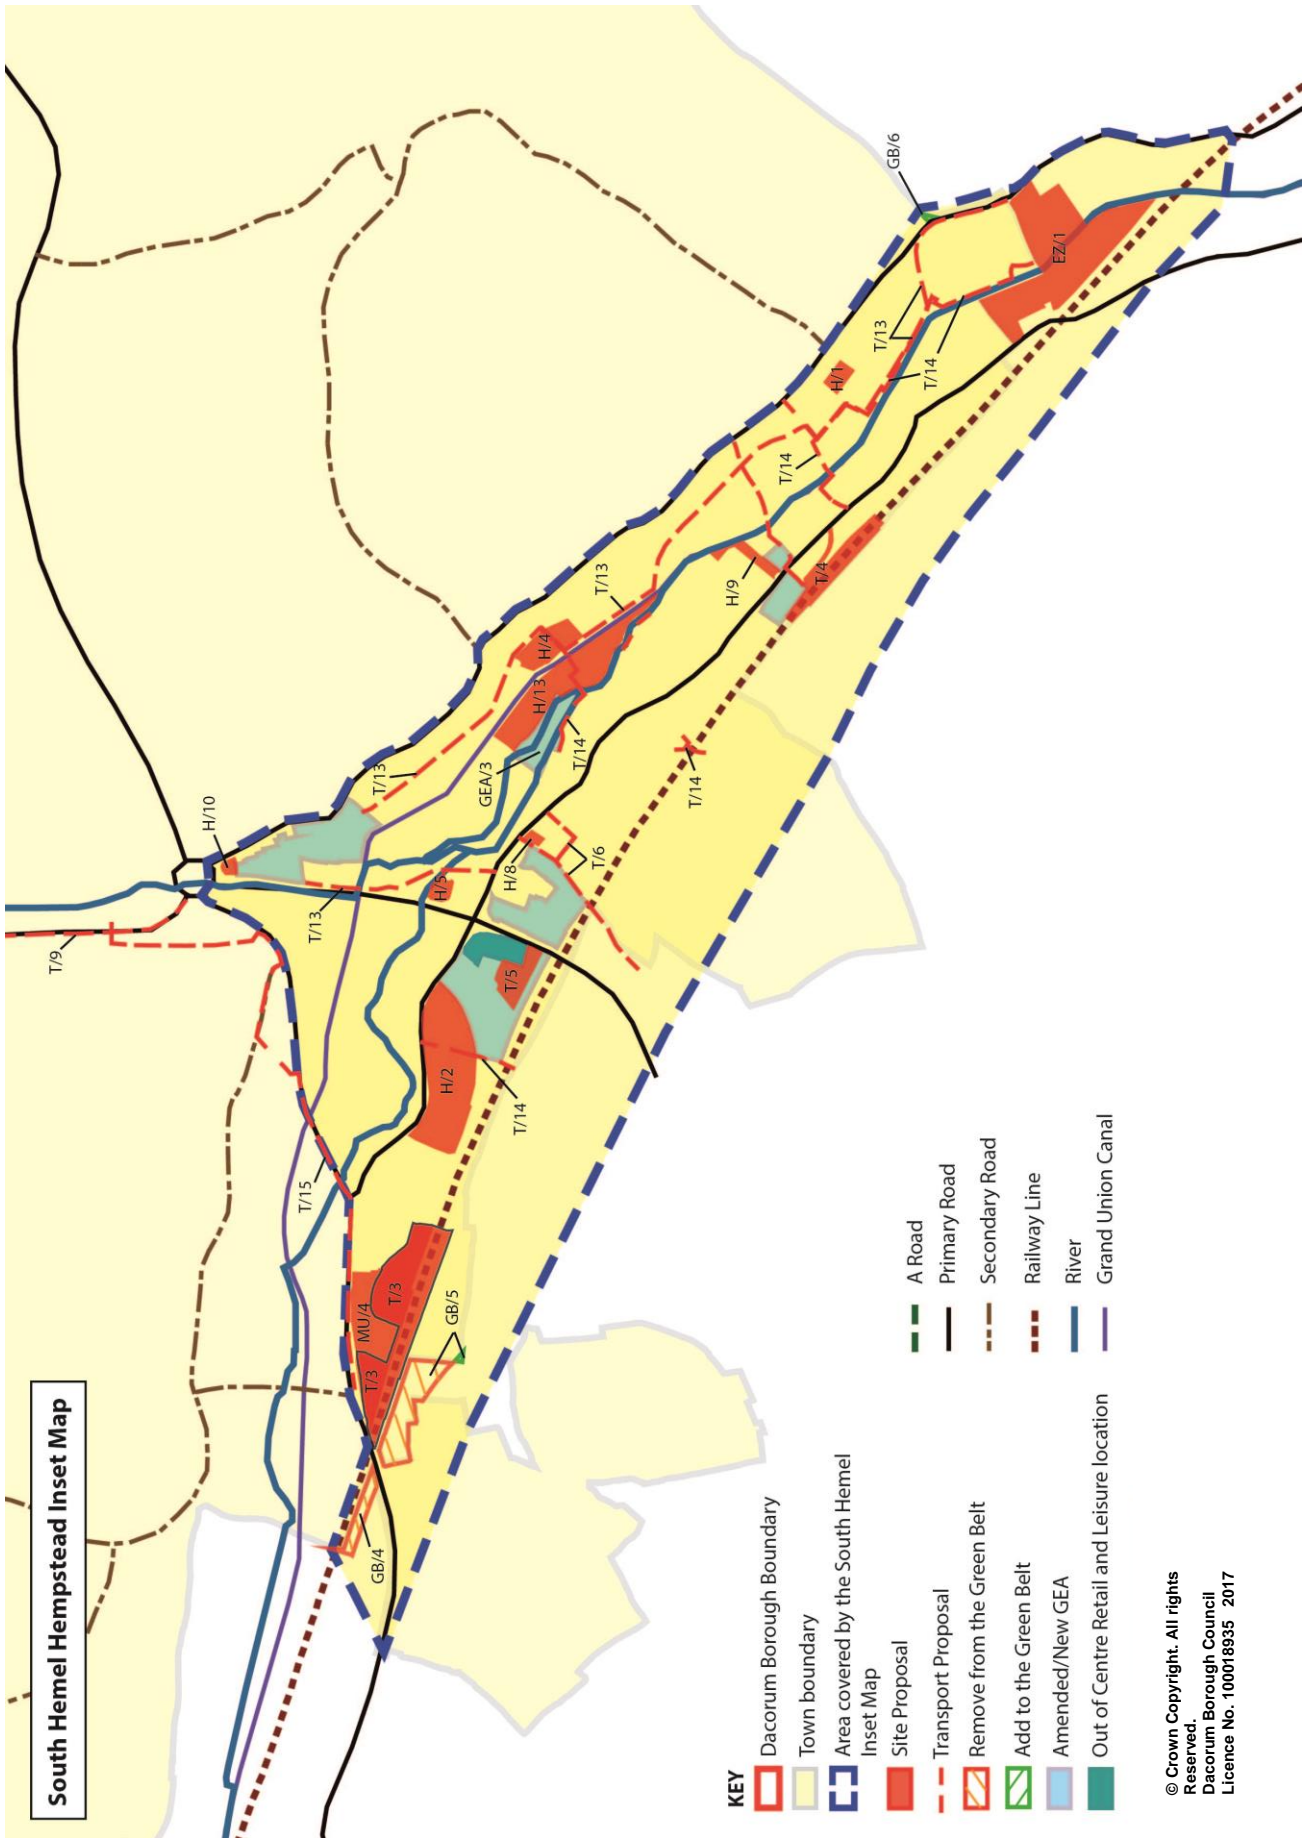 South Hemel Hempstead Inset Map
T/9
H/10
T/13
T/13
T/15
H/5
GEA/3
H/13
H/4
T/13
T/14
H/8
T/6
T/5
H/2
T/14
T/14
H/9
T/4
T/14
H/1
T/13
T/14
GB/6
EZ/1
MU/4
T/3
T/3
GB/5
GB/4
KEY
Dacorum Borough Boundary
Town boundary
Area covered by the South Hemel
Inset Map
Site Proposal
Transport Proposal
Remove from the Green Belt
Add to the Green Belt
Amended/New GEA
Out of Centre Retail and Leisure location
A Road
Primary Road
Secondary Road
Railway Line
River
Grand Union Canal
© Crown Copyright. All rights
Reserved.
Dacorum Borough Council
Licence No. 100018935 2017